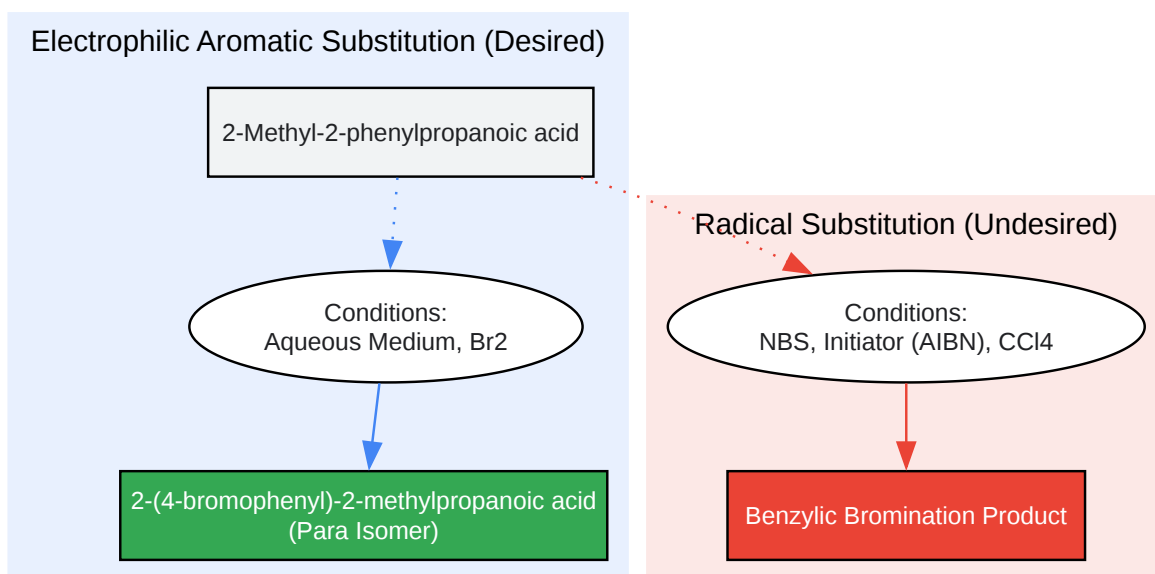 Electrophilic Aromatic Substitution (Desired)
2-Methyl-2-phenylpropanoic acid
Radical Substitution (Undesired)
Conditions:
Aqueous Medium, Br2
Conditions:
NBS, Initiator (AIBN), CCl4
2-(4-bromophenyl)-2-methylpropanoic acid
(Para Isomer)
Benzylic Bromination Product